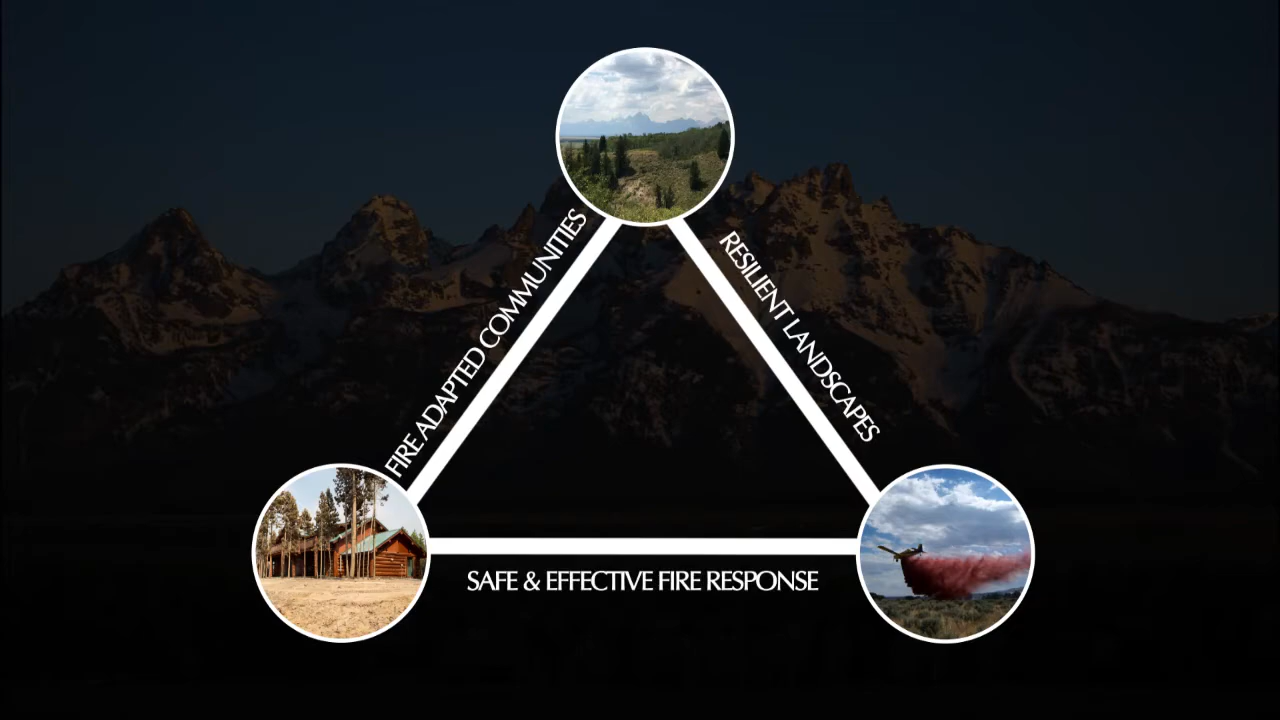 FIRE ADAPTED COMMUNITIES
RESILIENT LANDSCAPES
SAFE & EFFECTIVE FIRE RESPONSE